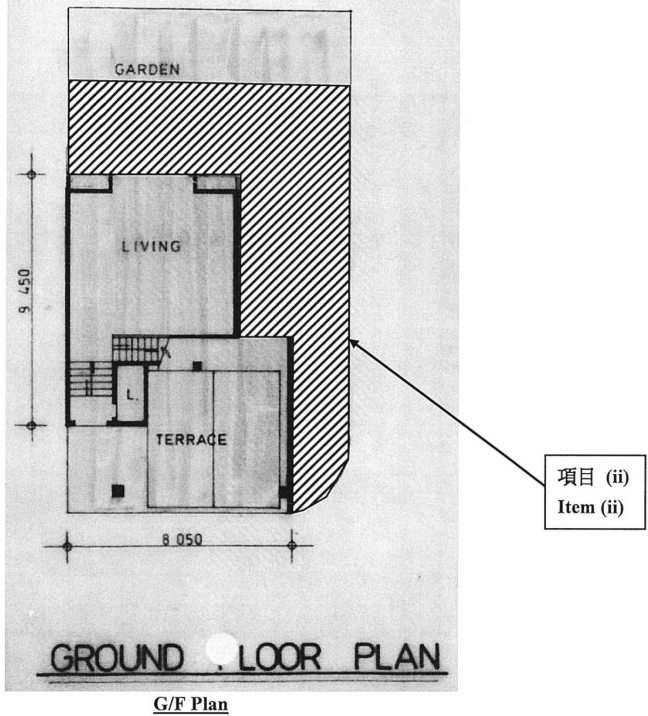 GARDEN
LIVING
9 450
L.
TERRACE
項目 (ii)
Item (ii)
8 050
GROUND LOOR PLAN
G/F Plan